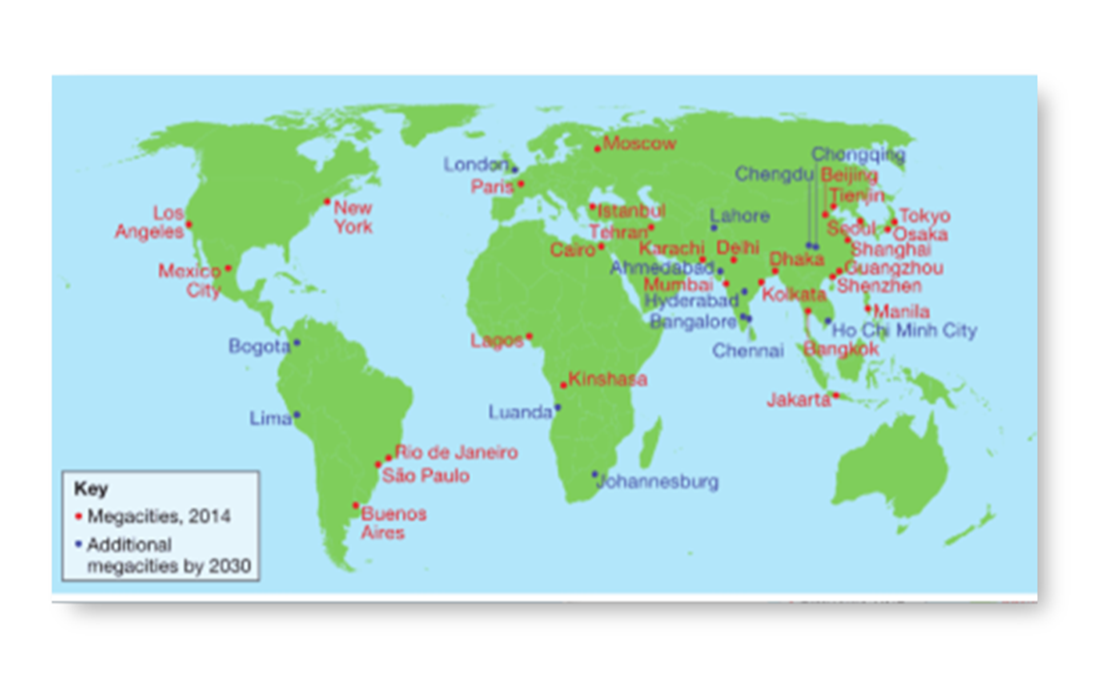 Moscow
Chongqing
London
Chengdu
Beijing
Paris
Tienjin
Los
Angeles
New
York
Istanbul
Lahore
Tokyo
Tehran
Seoul
Osaka
Cairo
Karachi
Delhi
Shanghai
Mexico
City
Ahmedabad
Dhaka
Guangzhou
Mumbai
Shenzhen
Hyderabad
Kolkata
Manila
Bangalore
Ho Chi Minh City
Bogota
Lagos
Chennai
Bangkok
Kinshasa
Jakarta
Lima
Luanda
Rio de Janeiro
São Paulo
Johannesburg
Buenos
Aires
Key
Megacities, 2014
Additional
megacities by 2030